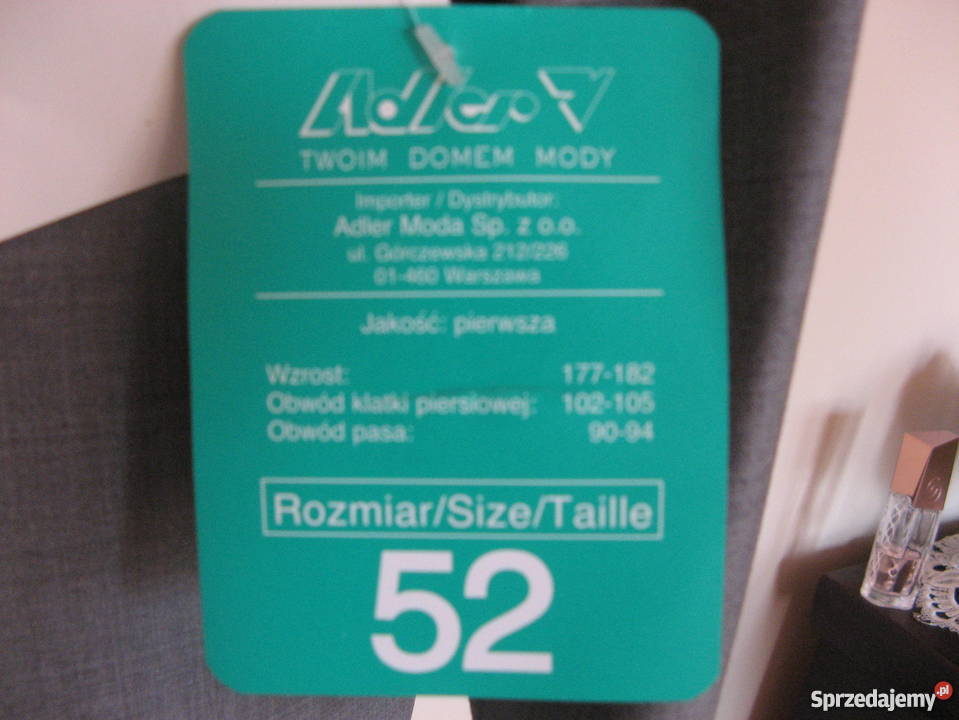 Adler
TWOIM DOMEM MODY
Importer / Dystrybutor:
Adler Moda Sp. z o.o.
ul. Górczewska 212/226
01-460 Warszawa
Jakość: pierwsza
Wzrost: 177-182
Obwód klatki piersiowej: 102-105
Obwód pasa: 90-94
Rozmiar/Size/Taille
52
Sprzedajemy.pl